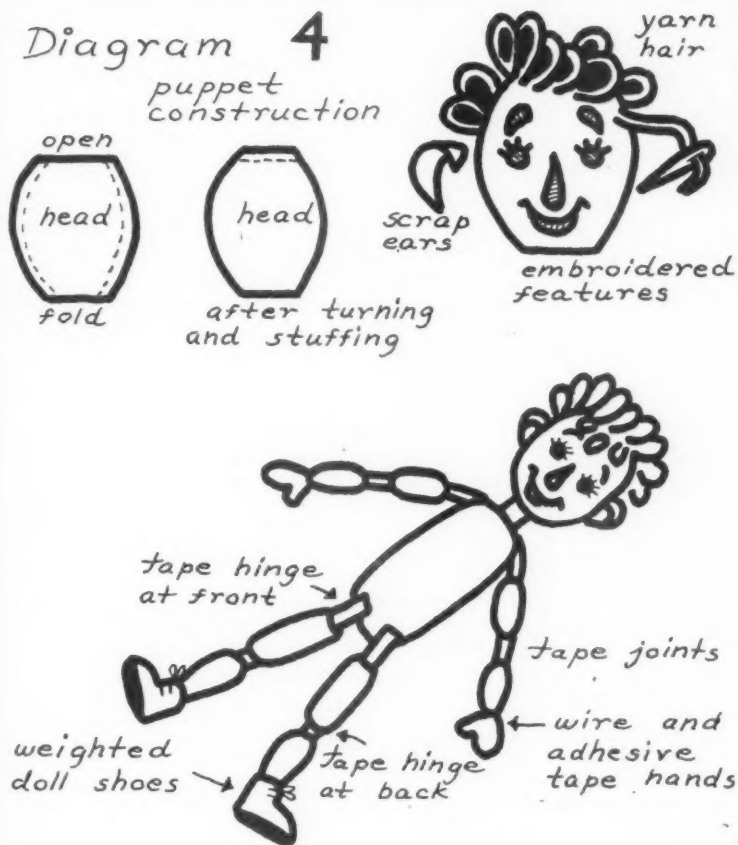 Diagram 4
puppet
construction
open
head
fold
head
after turning
and stuffing
yarn
hair
scrap
ears
embroidered
features
tape hinge
at front
tape joints
wire and
adhesive
tape hands
weighted
doll shoes
tape hinge
at back